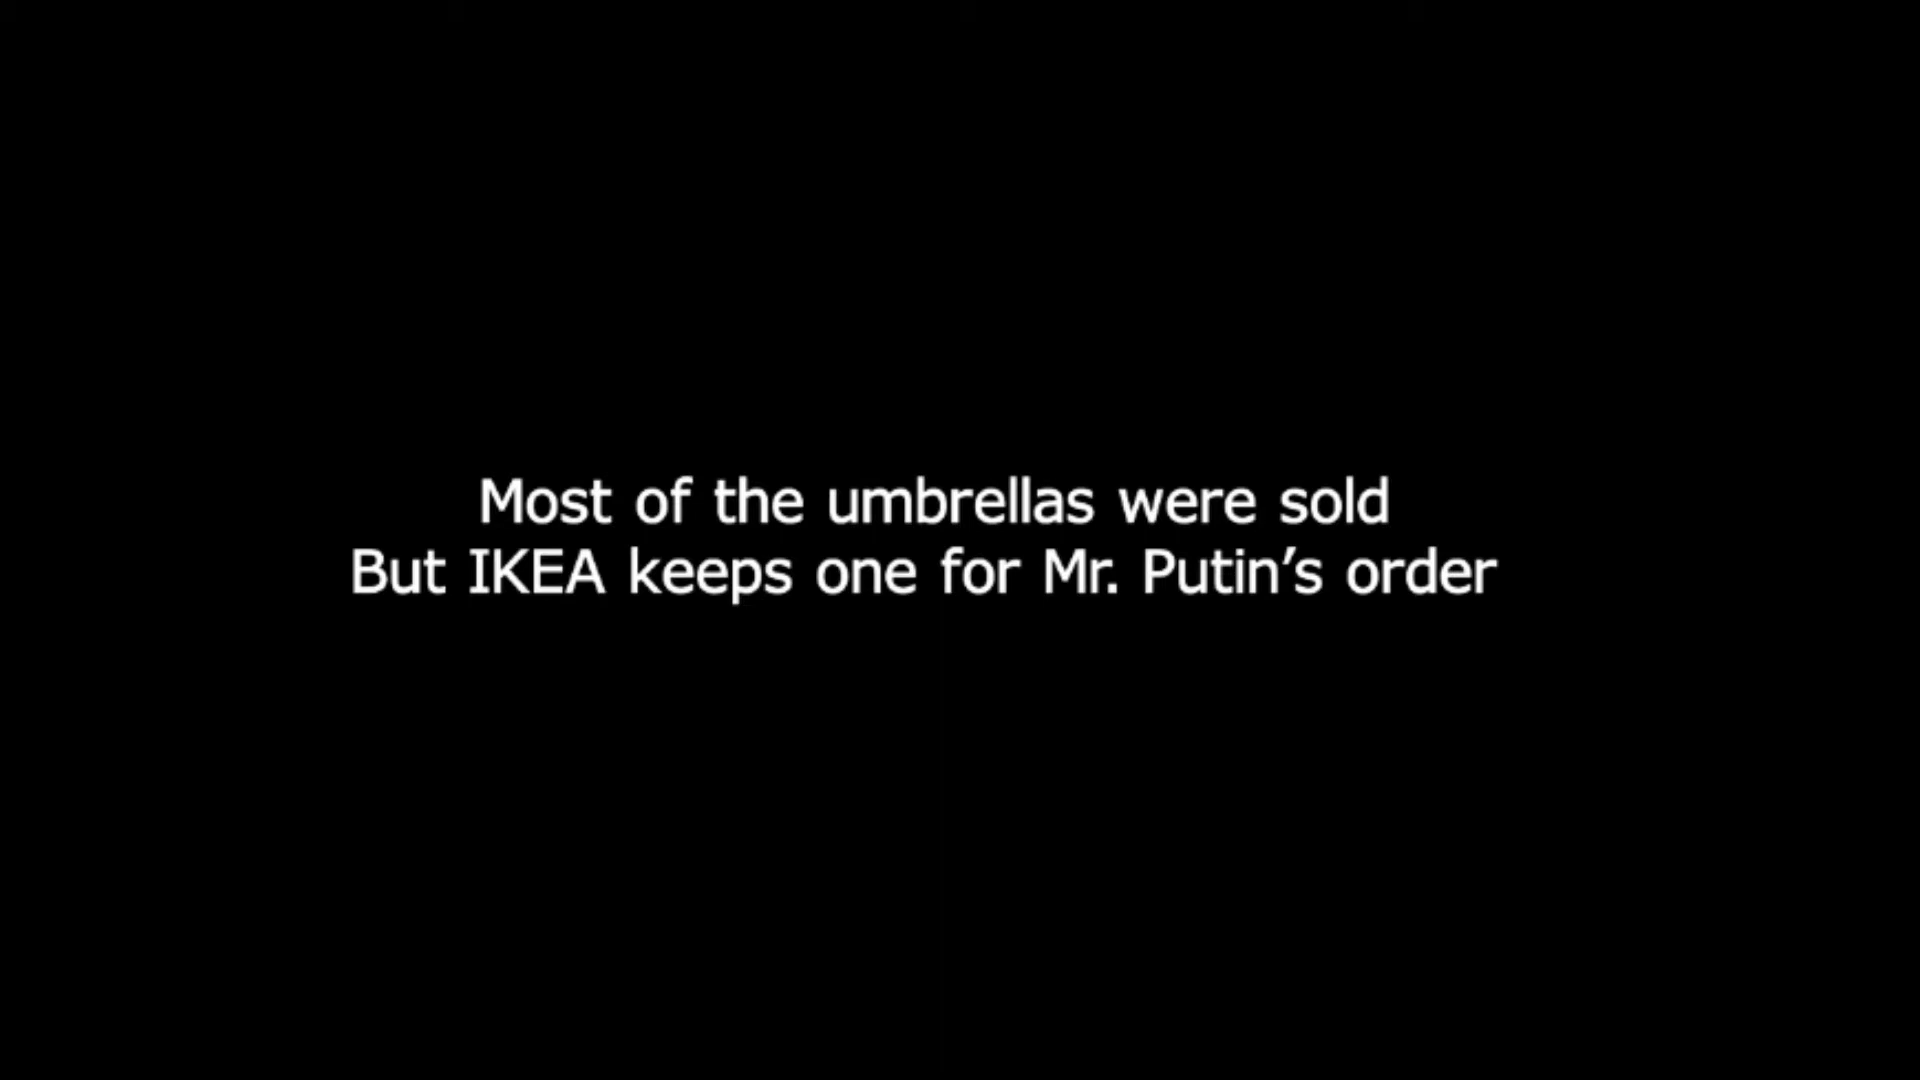 Most of the umbrellas were sold
But IKEA keeps one for Mr. Putin’s order